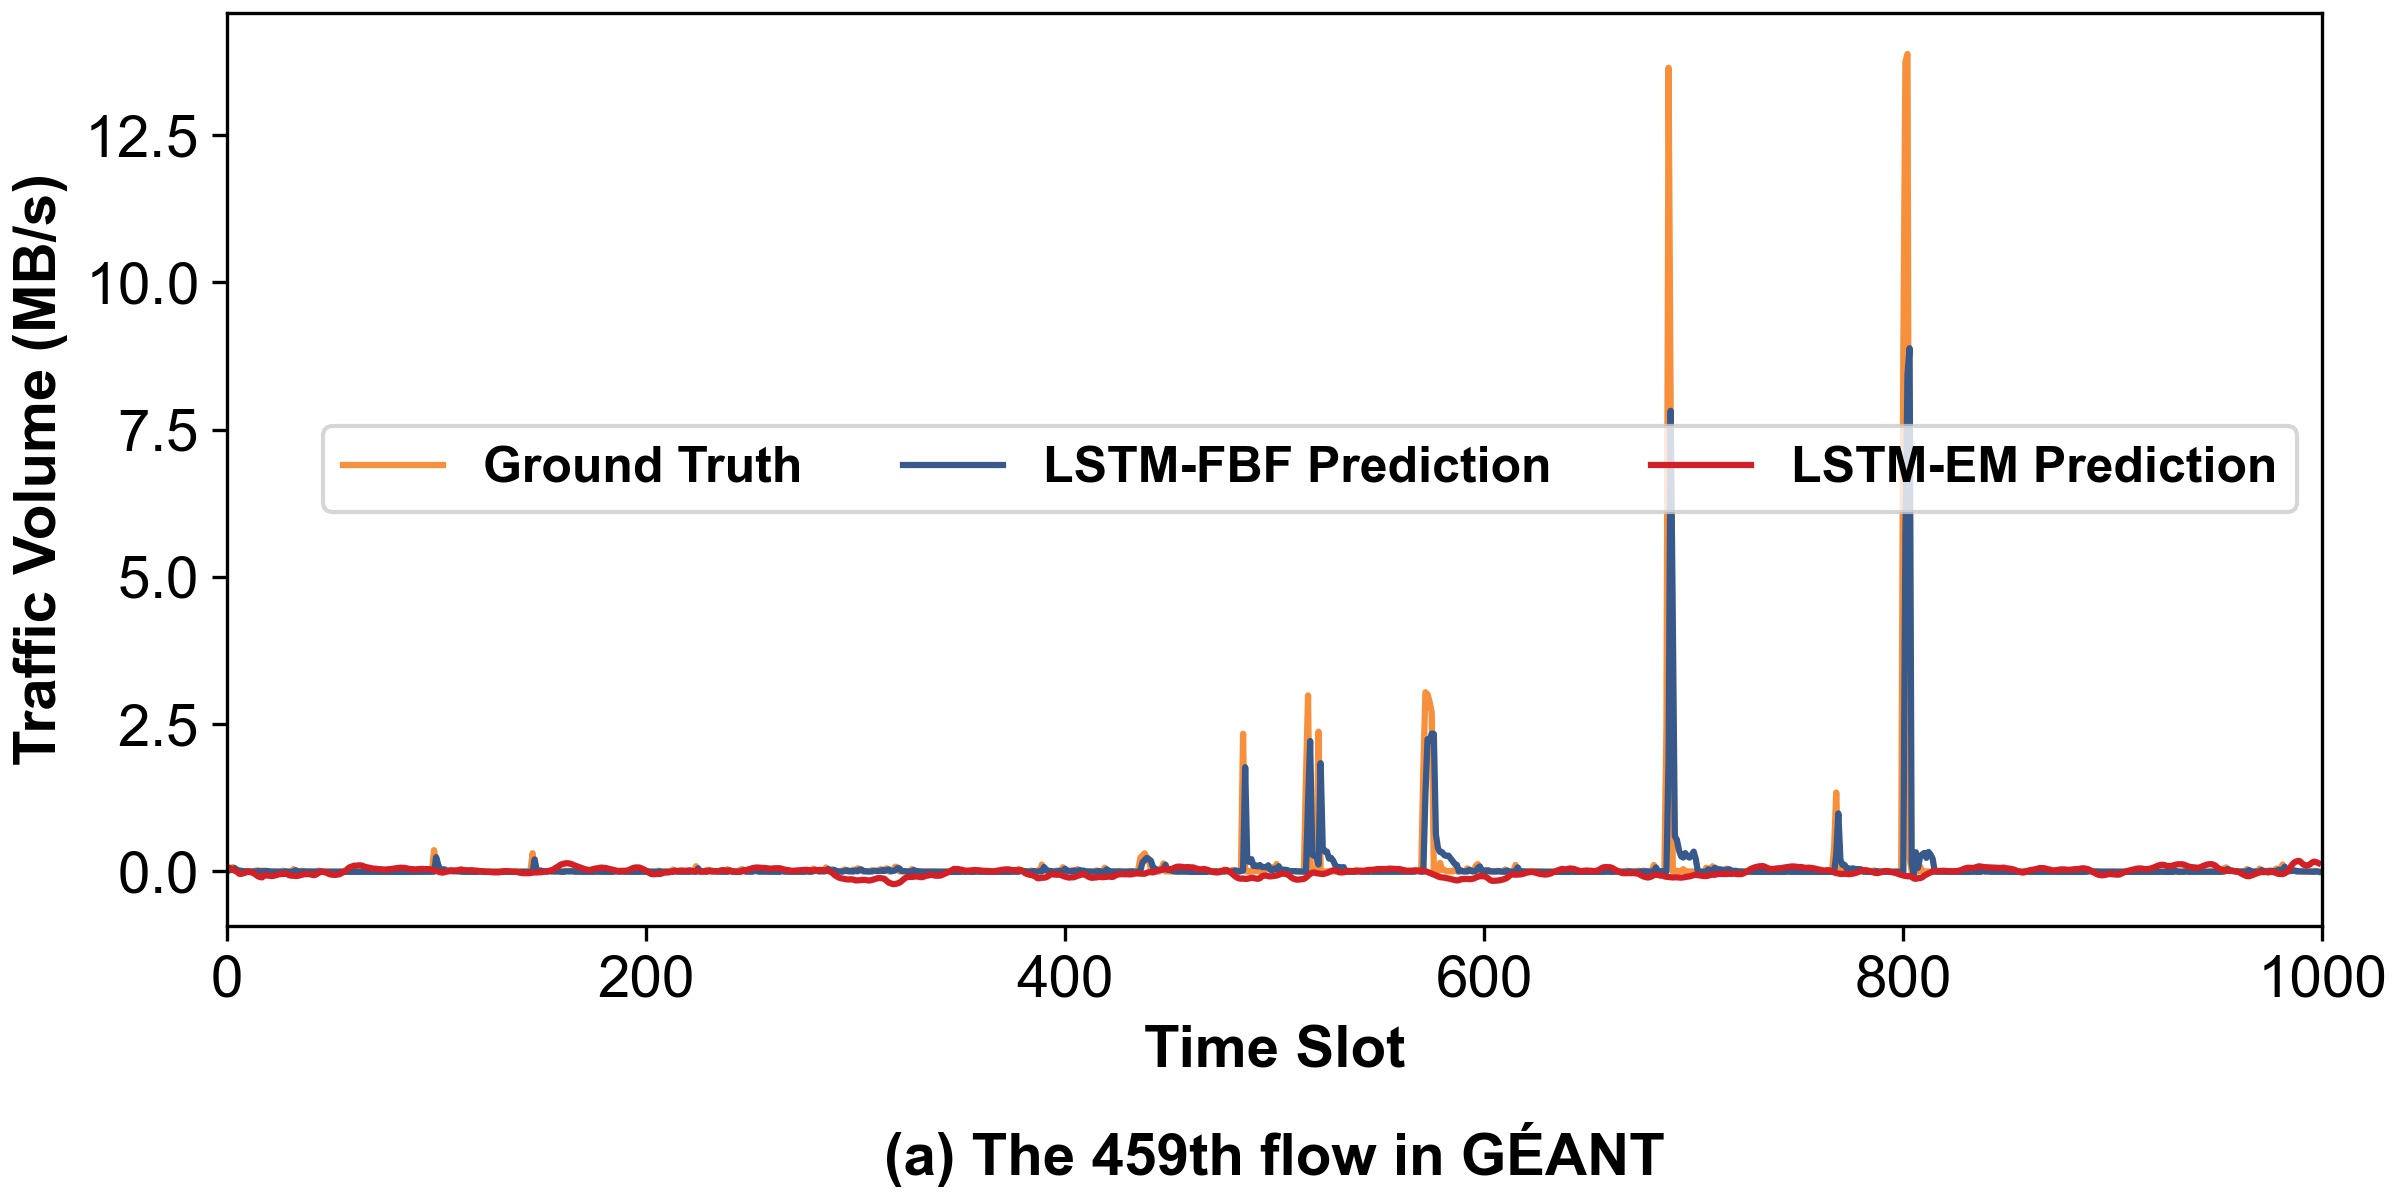 Traffic Volume (MB/s)
12.5
10.0
7.5
5.0
2.5
0.0
Ground Truth LSTM-FBF Prediction LSTM-EM Prediction
0 200 400 600 800 1000
Time Slot
(a) The 459th flow in GÉANT